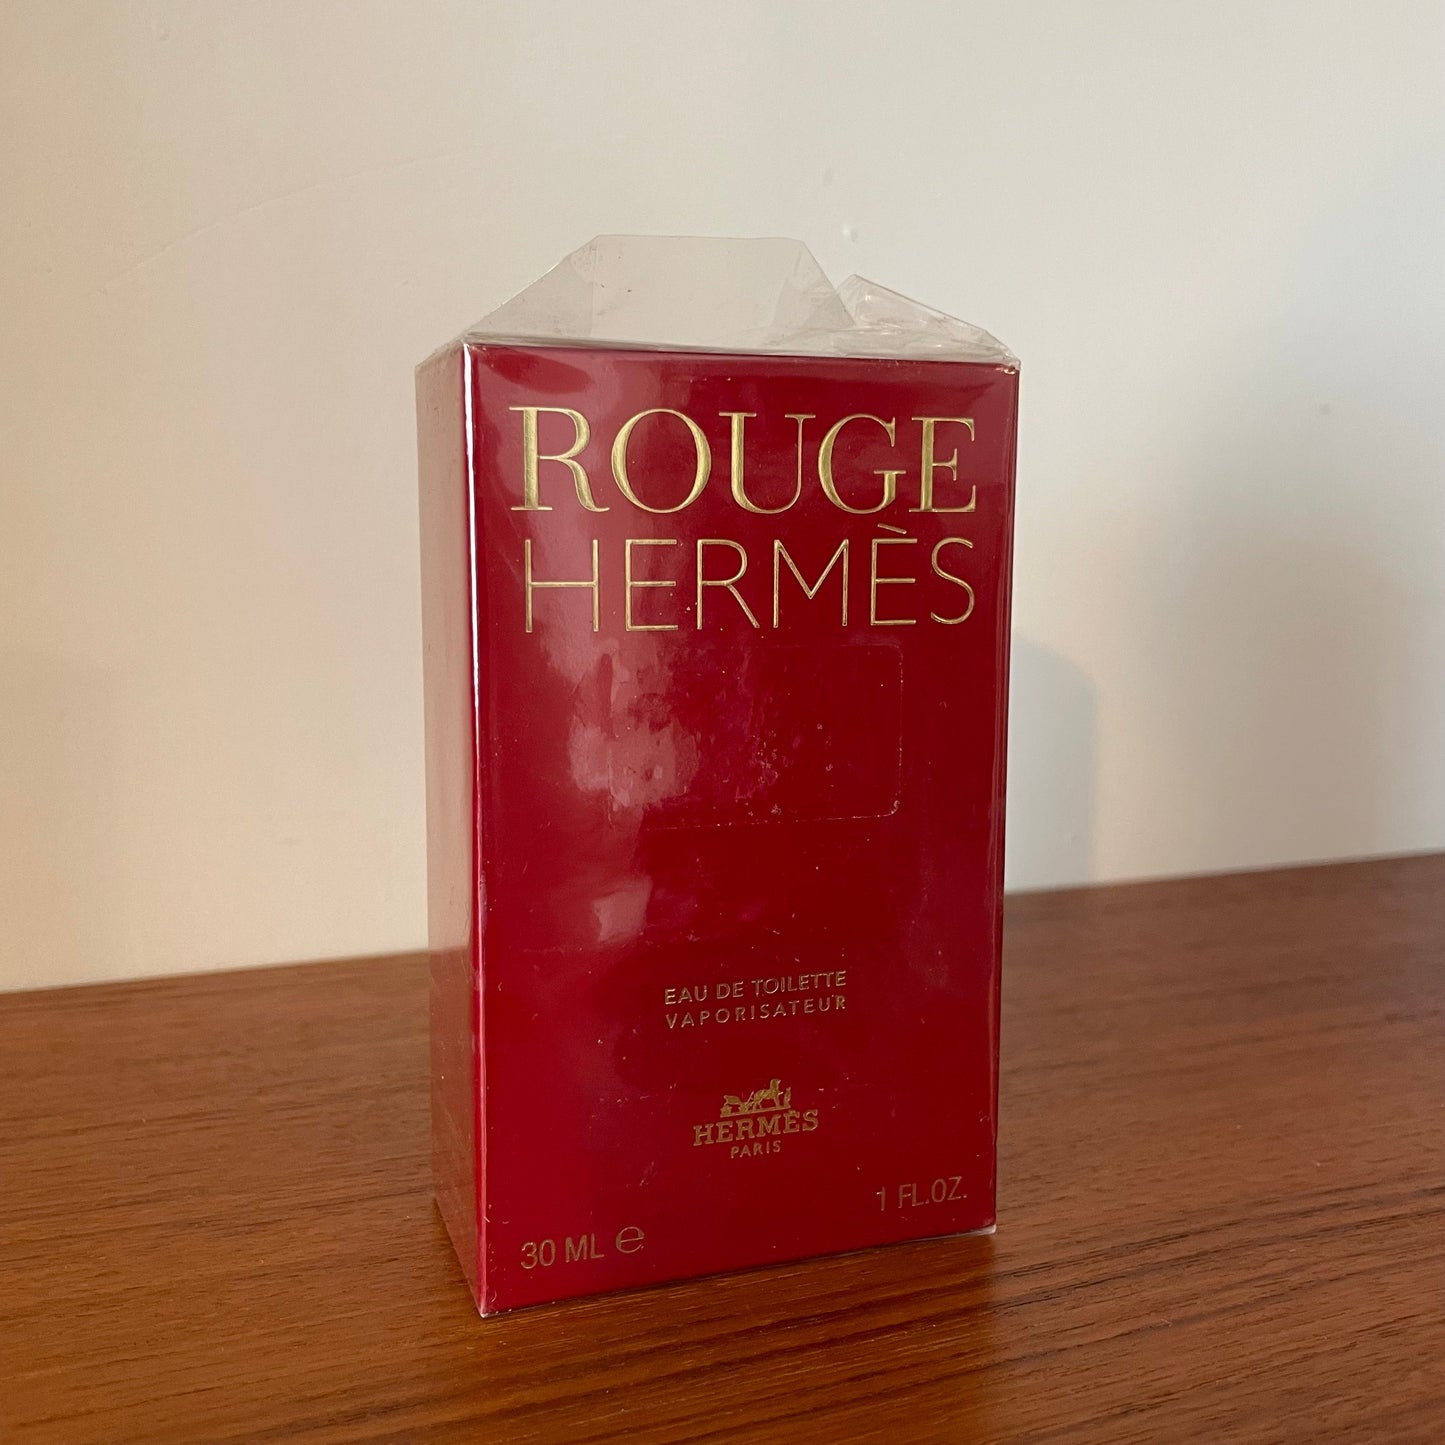 ROUGE
HERMÈS
EAU DE TOILETTE
VAPORISATEUR
HERMÈS
PARIS
1 FL.OZ.
30 ML ℮